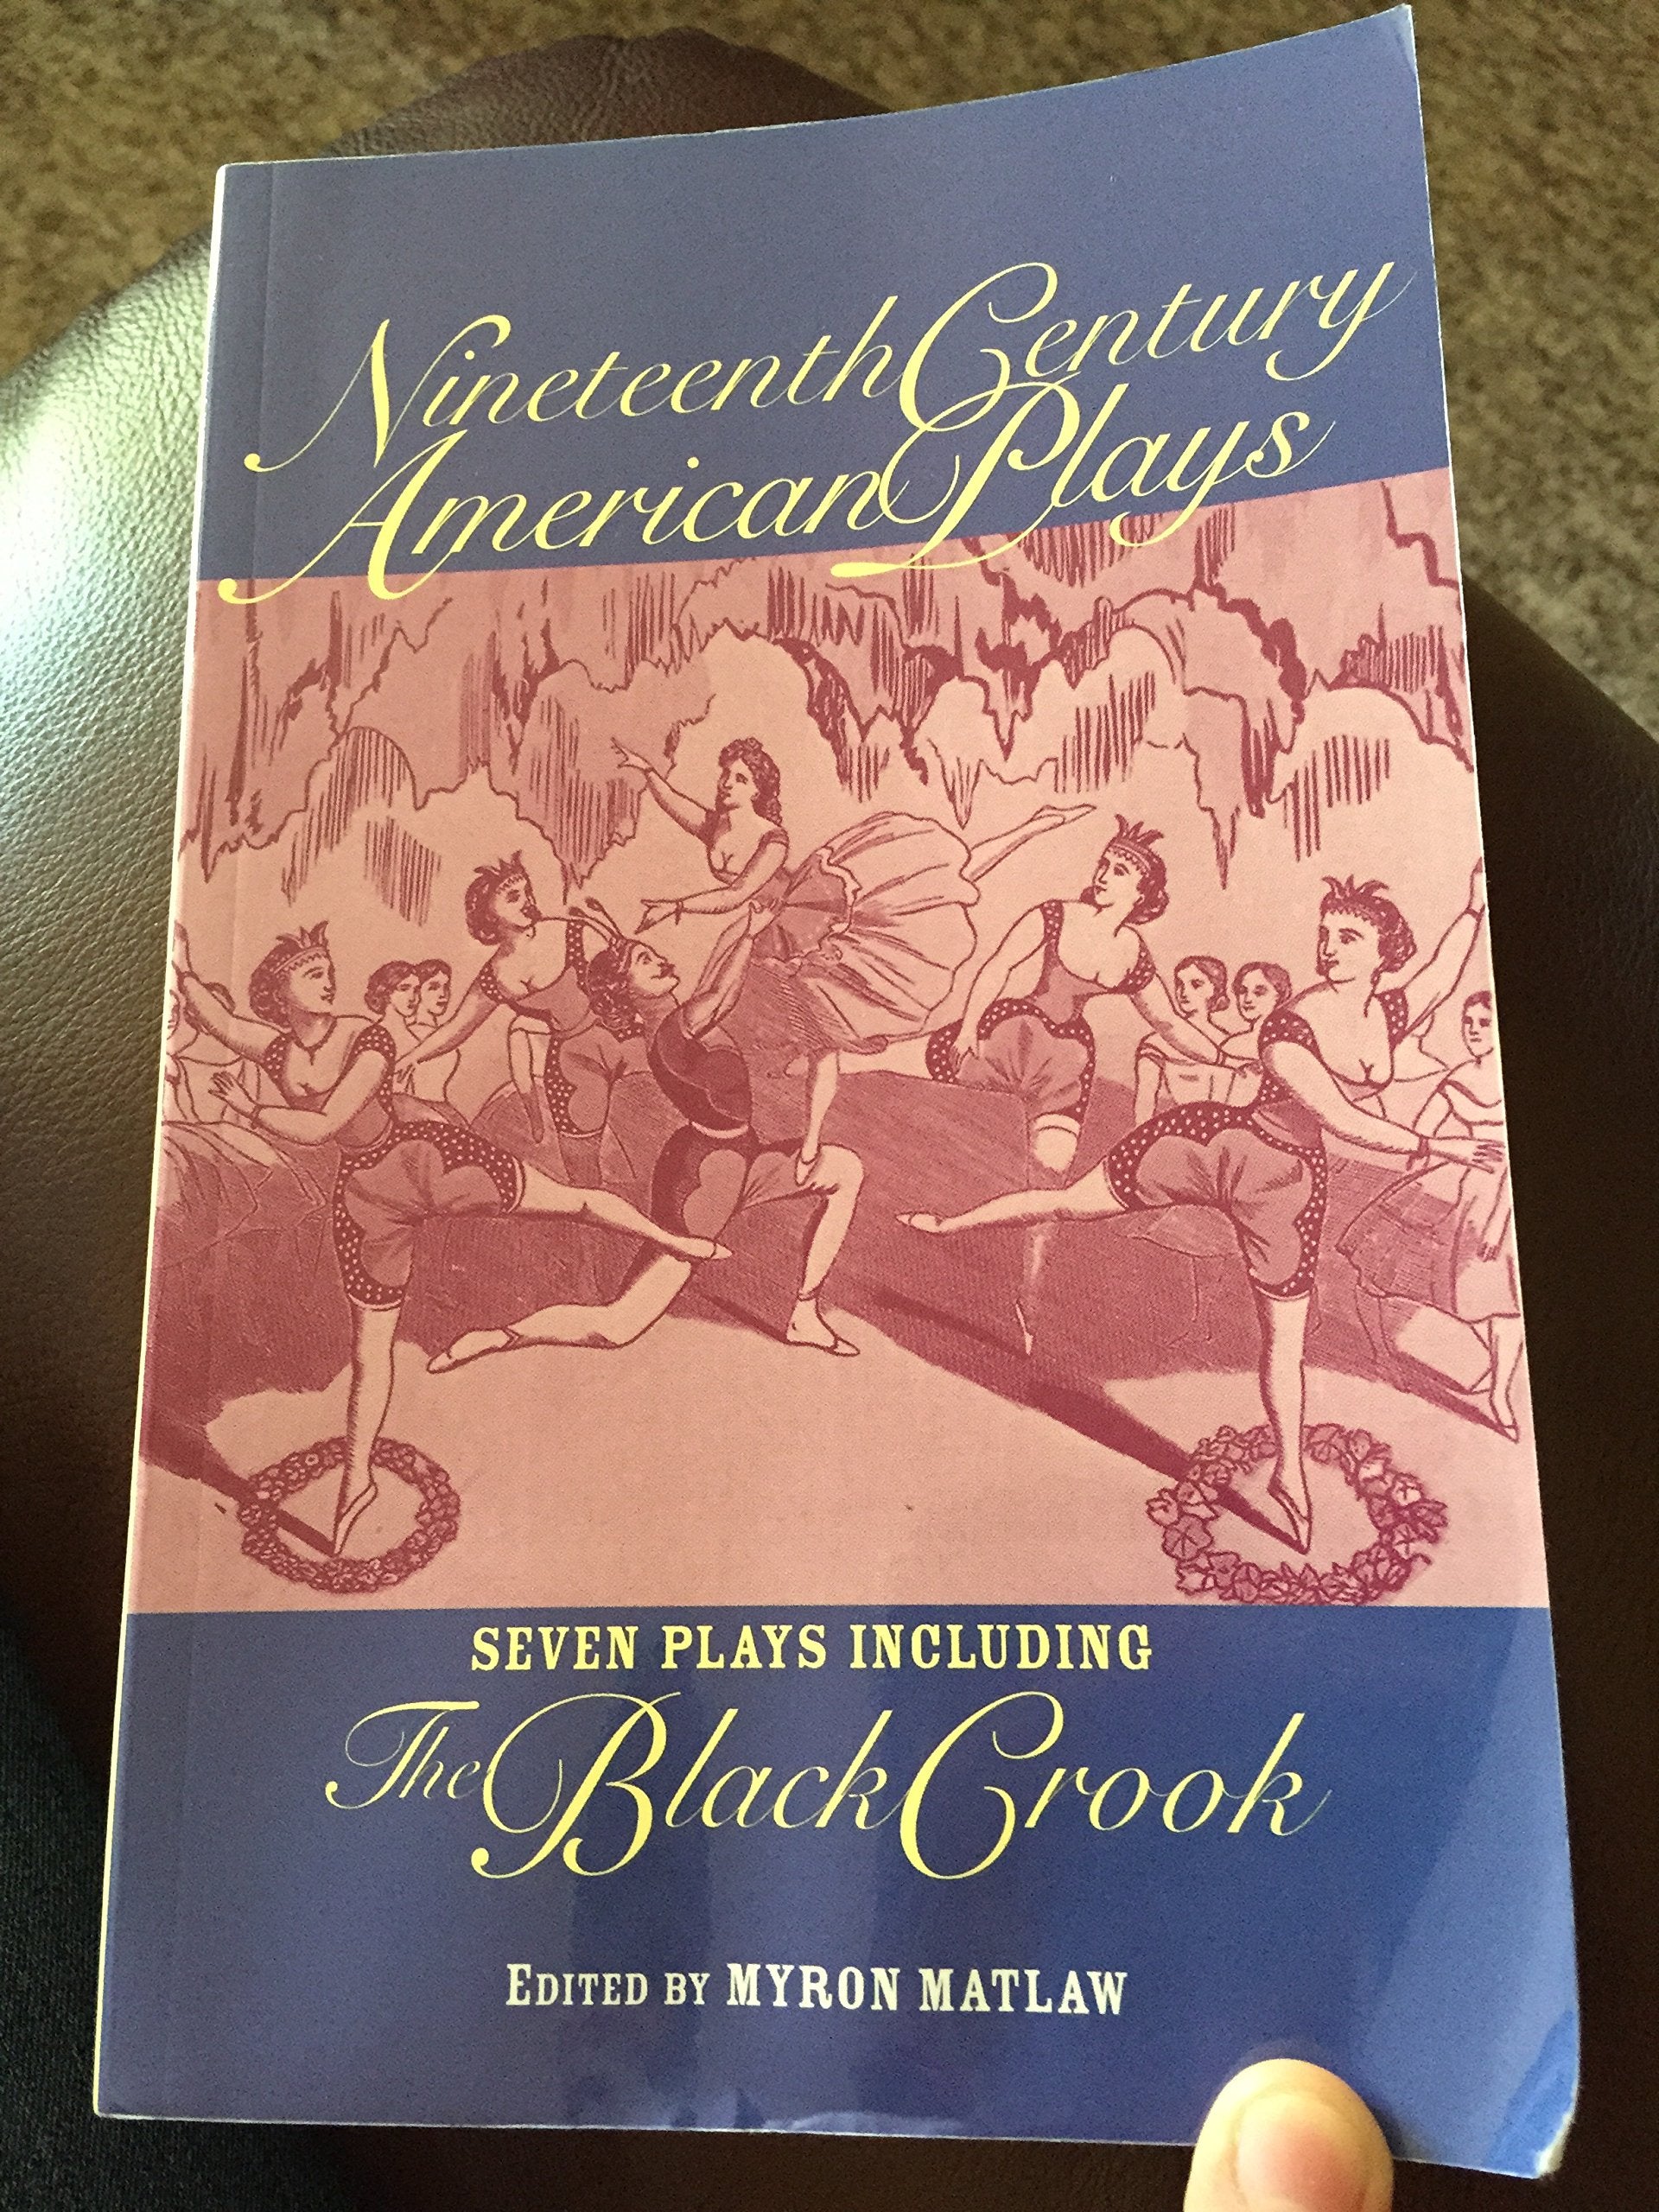 Nineteenth Century
American Plays
SEVEN PLAYS INCLUDING
The Black Crook
EDITED BY MYRON MATLAW